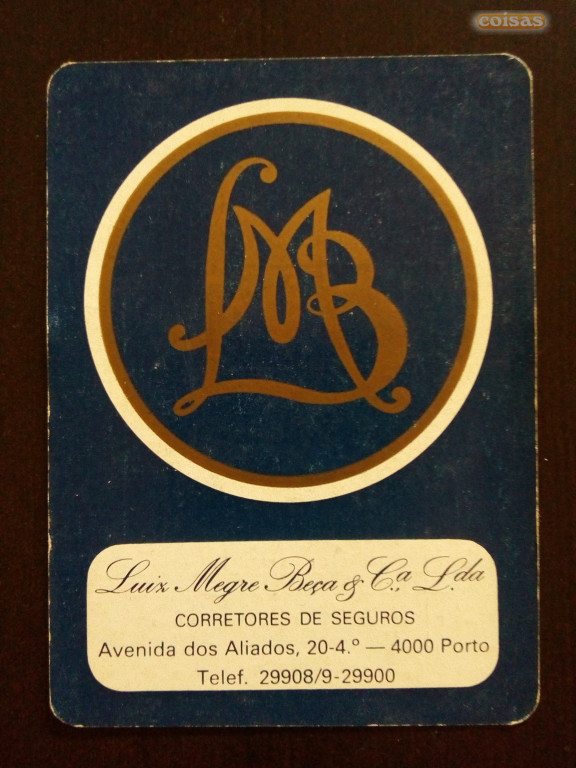 coisas
LMB
Luiz Megre Beça & C.ª, L.da
CORRETORES DE SEGUROS
Avenida dos Aliados, 20-4.º — 4000 Porto
Telef. 29908/9-29900